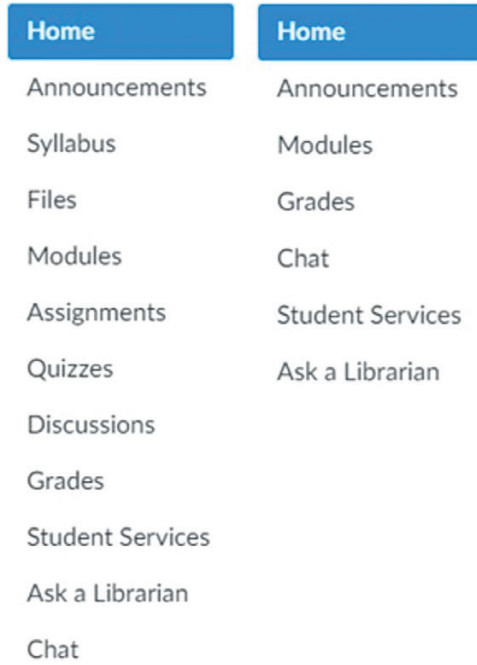 Home
Announcements
Syllabus
Files
Modules
Assignments
Quizzes
Discussions
Grades
Student Services
Ask a Librarian
Chat
Home
Announcements
Modules
Grades
Chat
Student Services
Ask a Librarian